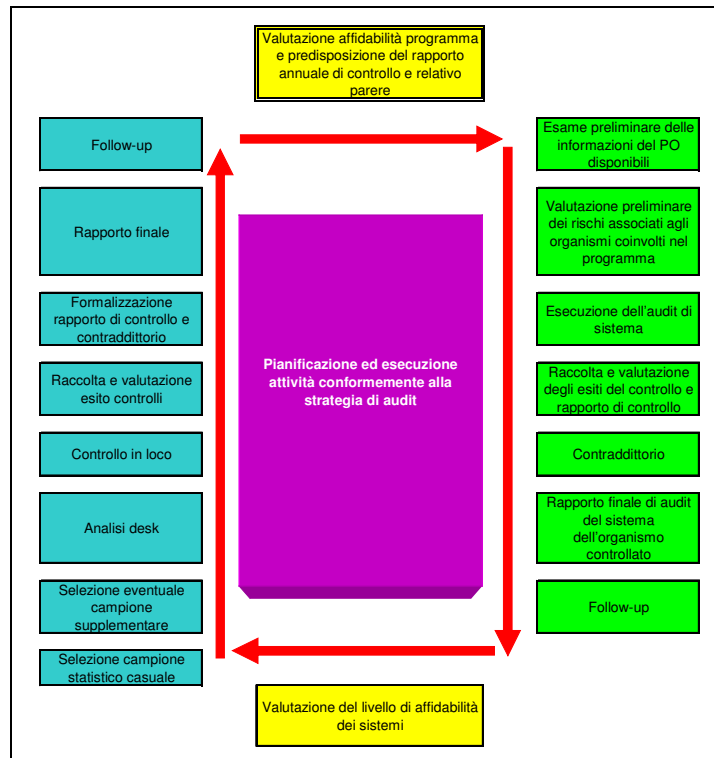 Valutazione affidabilità programma
e predisposizione del rapporto
annuale di controllo e relativo
parere
Follow-up
Rapporto finale
Formalizzazione
rapporto di controllo e
contraddittorio
Raccolta e valutazione
esito controlli
Controllo in loco
Analisi desk
Selezione eventuale
campione
supplementare
Selezione campione
statistico casuale
Pianificazione ed esecuzione
attività conformemente alla
strategia di audit
Esame preliminare delle
informazioni del PO
disponibili
Valutazione preliminare
dei rischi associati agli
organismi coinvolti nel
programma
Esecuzione dell'audit di
sistema
Raccolta e valutazione
degli esiti del controllo e
rapporto di controllo
Contraddittorio
Rapporto finale di audit
del sistema
dell'organismo
controllato
Follow-up
Valutazione del livello di affidabilità
dei sistemi